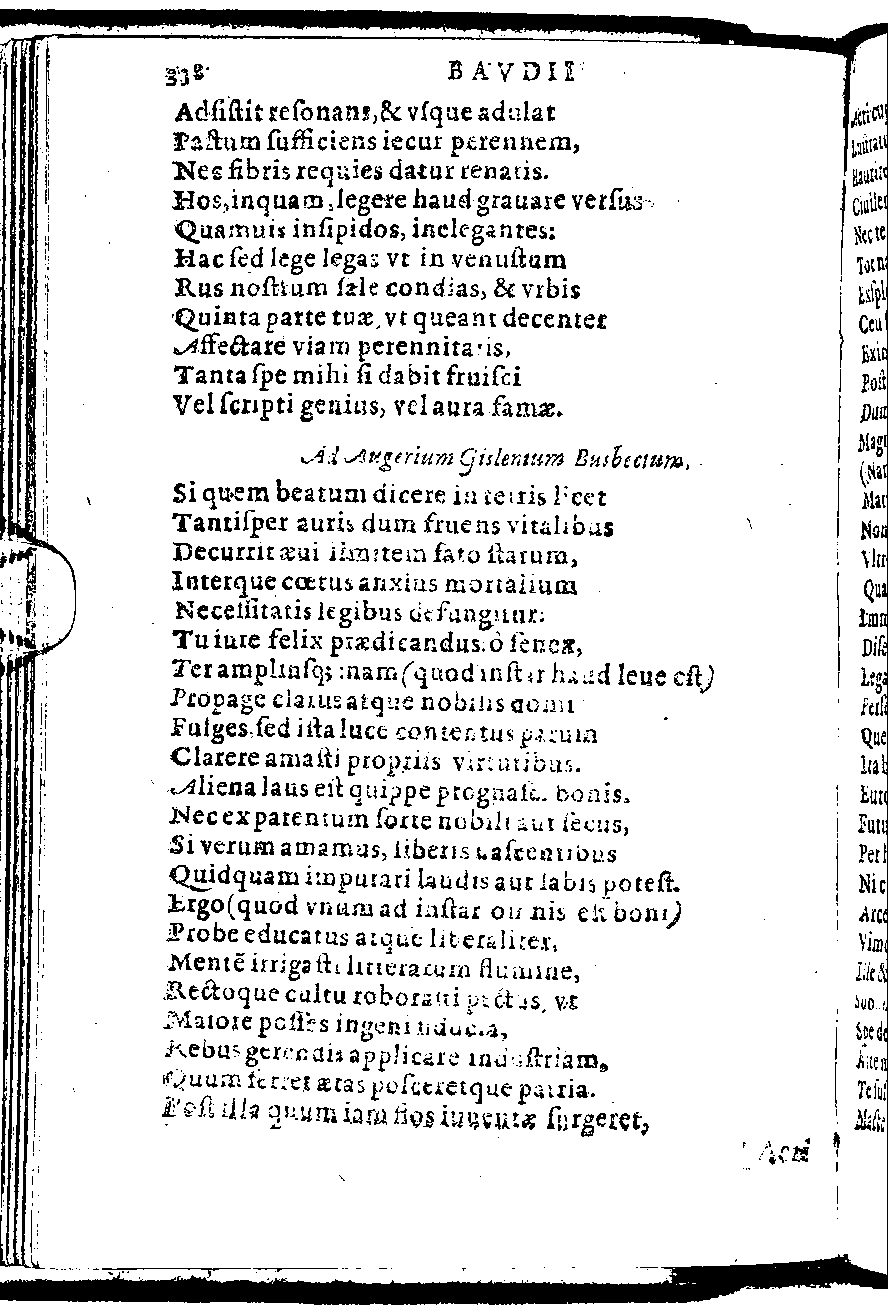 338 BAVDII
Adſiſtit reſonans, & vſque adulat
Paſtum ſufficiens iecur perennem,
Nec fibris requies datur renatis.
Hos, inquam, legere haud grauare verſus
Quamuis inſipidos, inelegantes:
Hac ſed lege legas vt in venuſtum
Rus noſtrum ſale condias, & vrbis
Quinta parte tuæ, vt queant decenter
Affectare viam perennitatis,
Tanta ſpe mihi ſi dabit fruiſci
Vel ſcripti genius, vel aura famæ.
Ad Augerium Gislenium Busbectum,
Si quem beatum dicere in terris licet
Tantiſper auris dum fruens vitalibus
Decurrit æui limitem fato ſtatum,
Interque cœtus anxius mortalium
Neceſſitatis legibus defungitur:
Tu iure felix prædicandus, ò ſenex,
Ter ampliuſq; : nam (quod inſtar haud leue eſt)
Propage clarus atque nobilis domi
Fulges, ſed iſta luce contentus parum
Clarere amaſti propriis virtutibus.
Aliena laus eſt quippe prognaſci bonis,
Nec ex parentum ſorte nobili aut ſecus,
Si verum amamus, liberis naſcentibus
Quidquam imputari laudis aut labis poteſt.
Ergo (quod vnum ad inſtar omnis eſt boni)
Probe educatus atque liberaliter,
Mentē irrigaſti litterarum flumine,
Rectoque cultu roboraſti pectus, vt
Maiore poſſes ingeni fiducia,
Rebus gerendis applicare induſtriam,
Quum ferret ætas poſceretque patria.
Poſt illa quum iam flos iuuentæ ſurgeret,
Acri